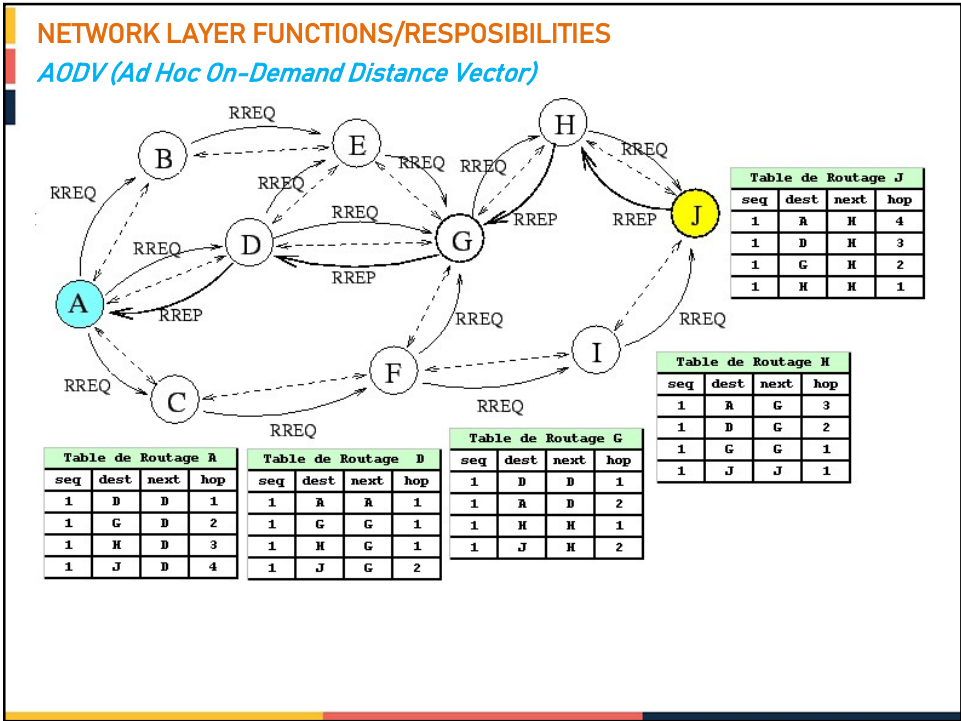 NETWORK LAYER FUNCTIONS/RESPOSIBILITIES
AODV (Ad Hoc On-Demand Distance Vector)
RREQ
H
B
E
RREQ
RREQ
RREQ
RREQ
RREQ
RREQ
RREQ
D
G
RREP
RREP
J
RREQ
RREP
A
RREP
RREQ
RREQ
I
F
RREQ
C
RREQ
RREQ
Table de Routage J
seq dest next hop
1 A H 4
1 D H 3
1 G H 2
1 H H 1
Table de Routage H
seq dest next hop
1 A G 3
1 D G 2
1 G G 1
1 J J 1
Table de Routage A
seq dest next hop
1 D D 1
1 G D 2
1 H D 3
1 J D 4
Table de Routage D
seq dest next hop
1 A A 1
1 G G 1
1 H G 1
1 J G 2
Table de Routage G
seq dest next hop
1 D D 1
1 A D 2
1 H H 1
1 J H 2